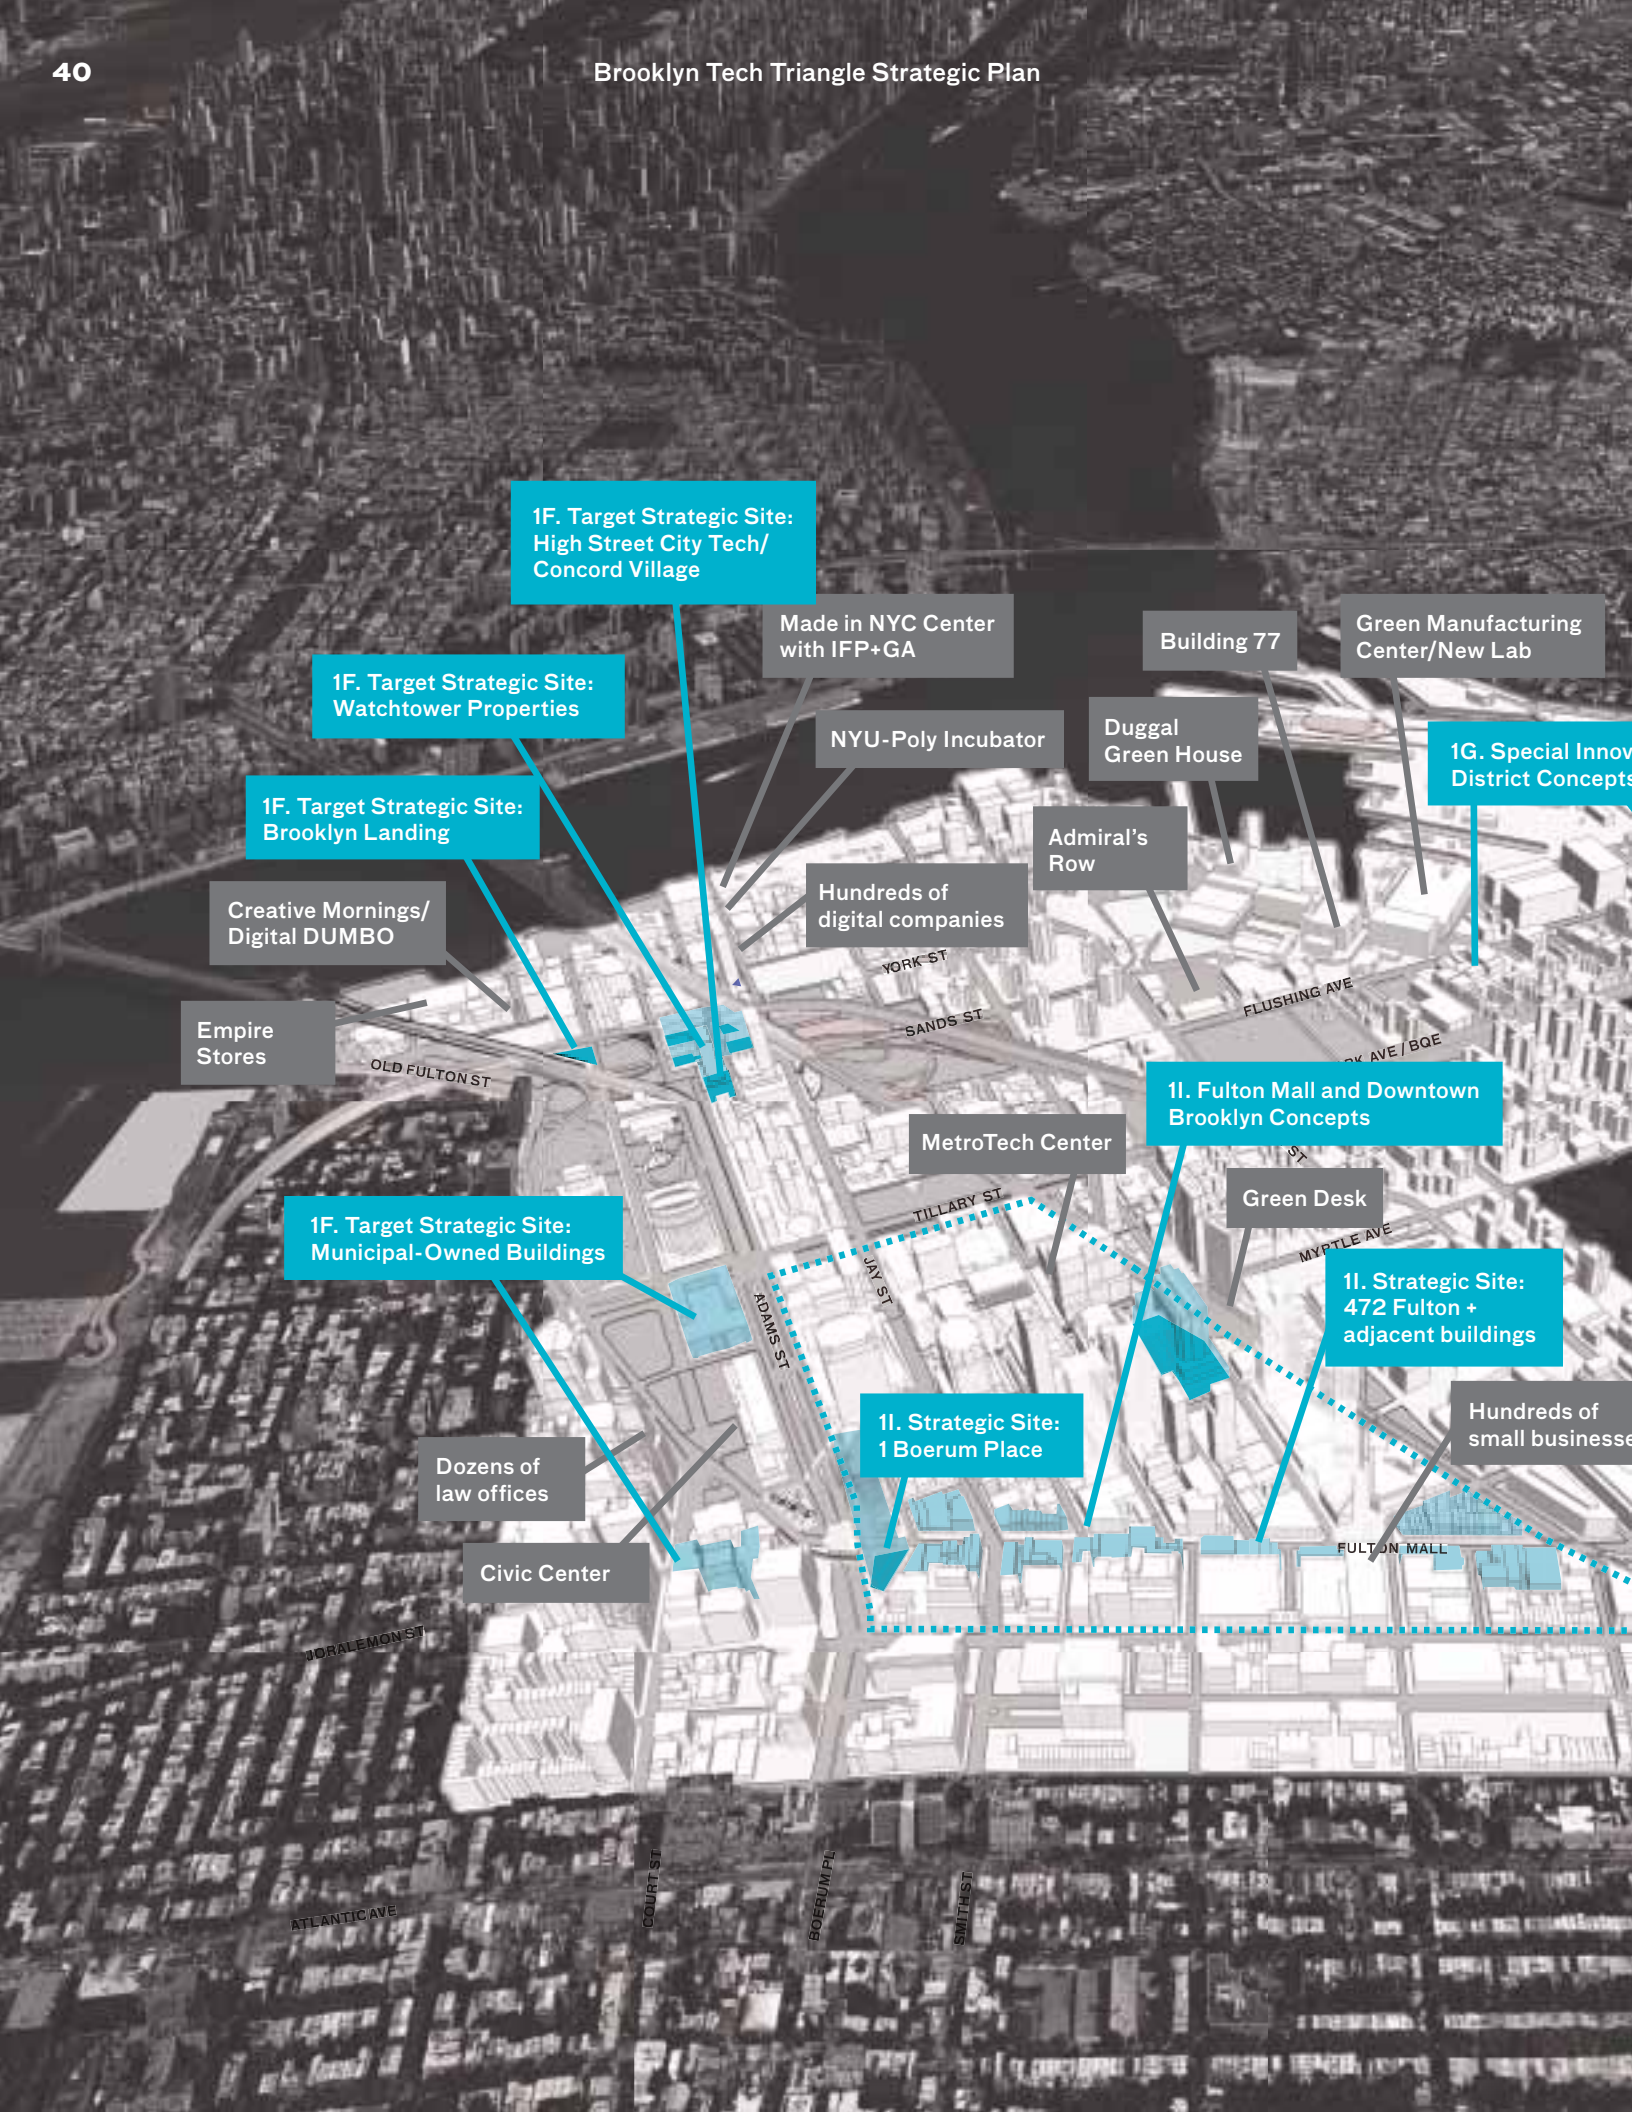 40
Brooklyn Tech Triangle Strategic Plan
1F. Target Strategic Site:
High Street City Tech/
Concord Village
Made in NYC Center
with IFP+GA
Building 77
Green Manufacturing
Center/New Lab
1F. Target Strategic Site:
Watchtower Properties
NYU-Poly Incubator
Duggal
Green House
1G. Special Innov
District Concepts
1F. Target Strategic Site:
Brooklyn Landing
Admiral's
Row
Creative Mornings/
Digital DUMBO
Hundreds of
digital companies
YORK ST
FLUSHING AVE
SANDS ST
Empire
Stores
OLD FULTON ST
RK AVE / BQE
1I. Fulton Mall and Downtown
Brooklyn Concepts
MetroTech Center
ST
Green Desk
TILLARY ST
1F. Target Strategic Site:
Municipal-Owned Buildings
MYRTLE AVE
JAY ST
ADAMS ST
1I. Strategic Site:
472 Fulton +
adjacent buildings
1I. Strategic Site:
1 Boerum Place
Hundreds of
small businesse
Dozens of
law offices
FULTON MALL
Civic Center
JORALEMON ST
COURT ST
BOERUM PL
SMITH ST
ATLANTIC AVE